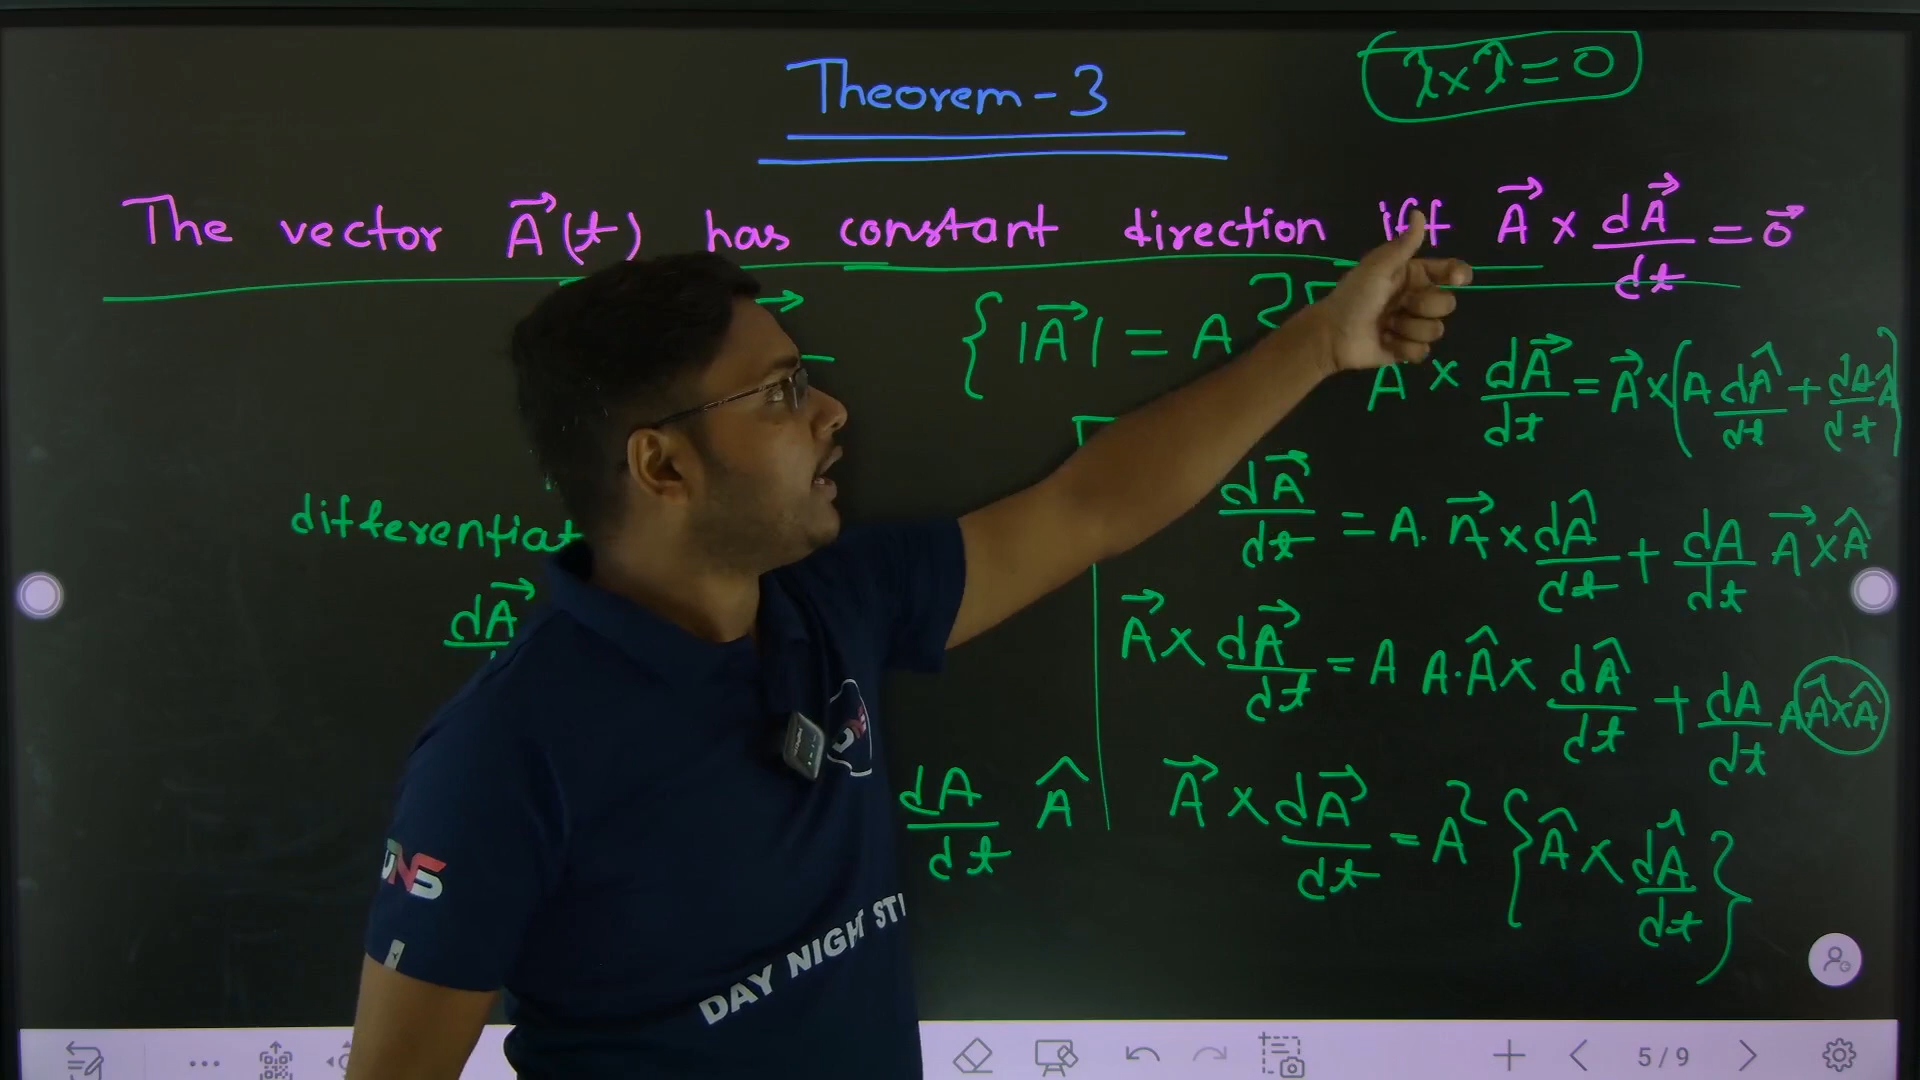 Theorem - 3
λ̂ × λ̂ = 0
The vector A⃗(t) has constant direction iff A⃗ × dA⃗/dt = 0⃗
{ |A⃗| = A }
A⃗ × dA⃗/dt = A⃗ × (A dÂ/dt + dA/dt Â)
differentiat
dA⃗
dA⃗/dt = A. A⃗ × dÂ/dt + dA/dt A⃗ × Â
A⃗ × dA⃗/dt = A A.Â × dÂ/dt + dA/dt A Â × Â
dA/dt Â
A⃗ × dA⃗/dt = A² { Â × dÂ/dt }
DNS
DAY NIGHT ST
5 / 9